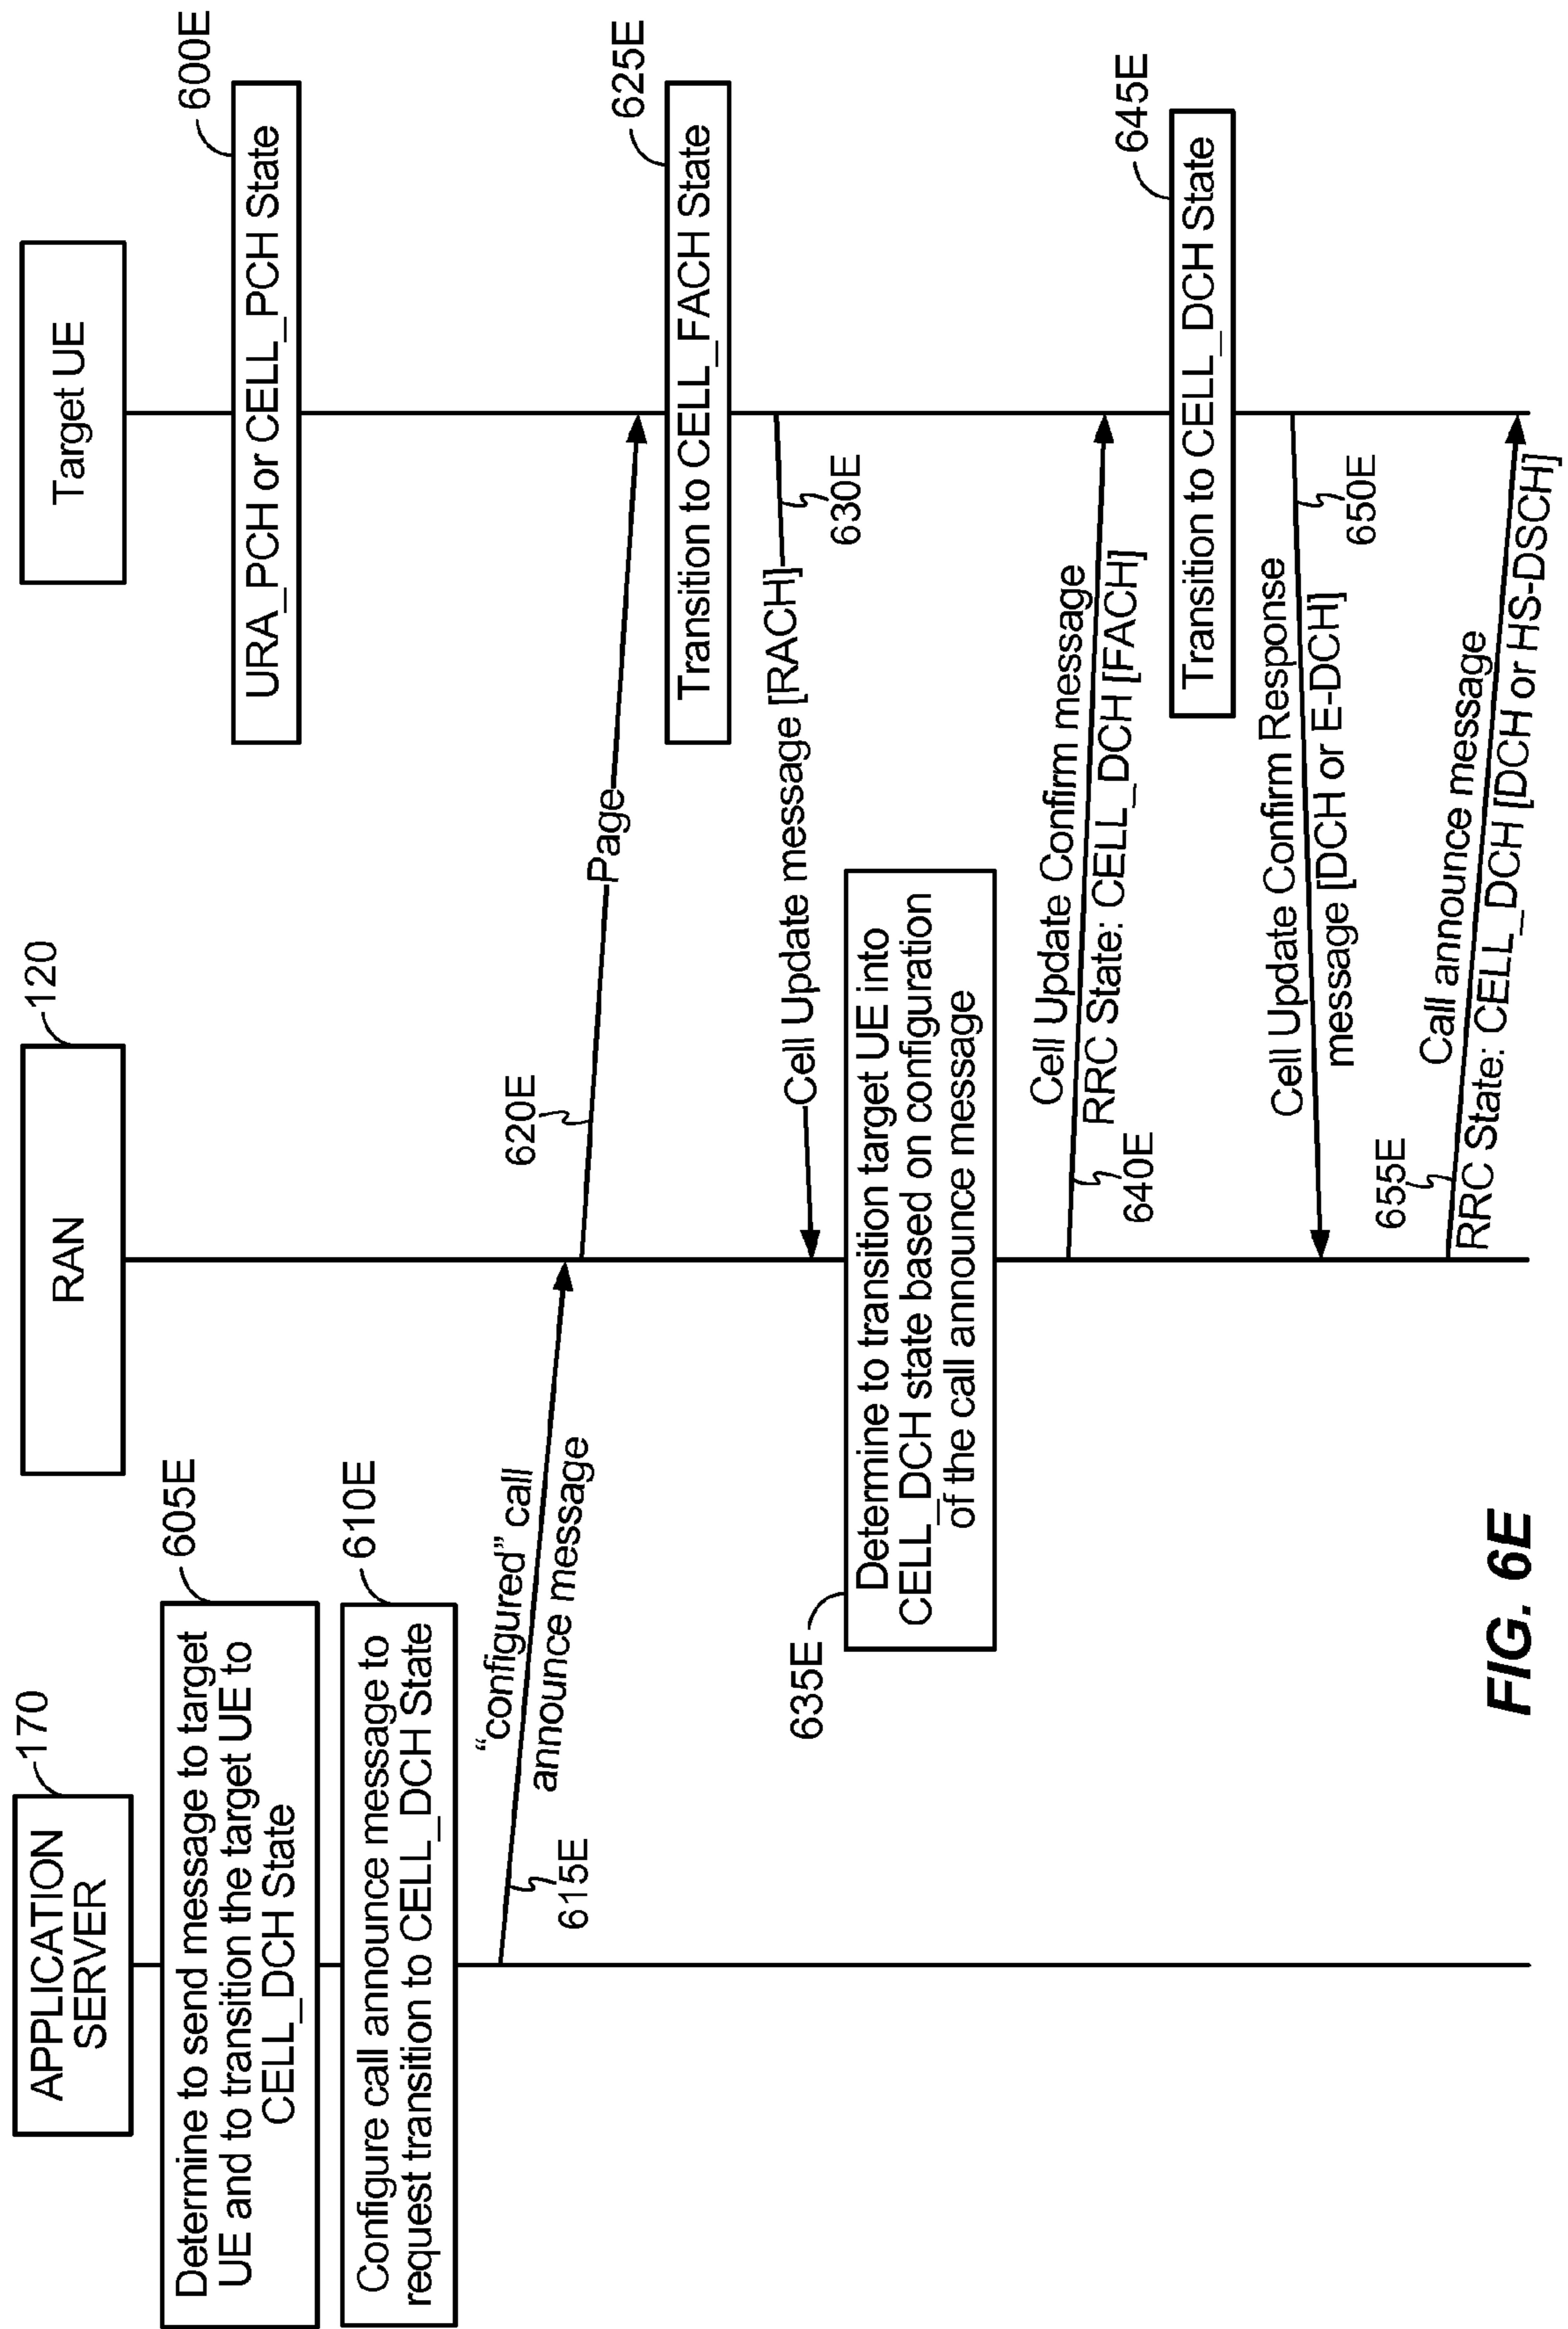 APPLICATION
SERVER
170
RAN
120
Target UE
URA_PCH or CELL_PCH State
600E
Determine to send message to target
UE and to transition the target UE to
CELL_DCH State
605E
Configure call announce message to
request transition to CELL_DCH State
610E
"configured" call
announce message
615E
Page
620E
Transition to CELL_FACH State
625E
Cell Update message [RACH]
630E
Determine to transition target UE into
CELL_DCH state based on configuration
of the call announce message
635E
Cell Update Confirm message
RRC State: CELL_DCH [FACH]
640E
Transition to CELL_DCH State
645E
Cell Update Confirm Response
message [DCH or E-DCH]
650E
Call announce message
RRC State: CELL_DCH [DCH or HS-DSCH]
655E
FIG. 6E